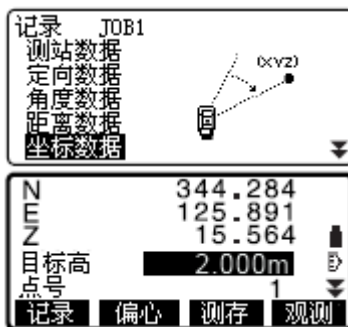 记录 JOB1
测站数据
定向数据
角度数据
距离数据
坐标数据
(XYZ)
N 344.284
E 125.891
Z 15.564
目标高 2.000m
点号 1
记录 偏心 测存 观测